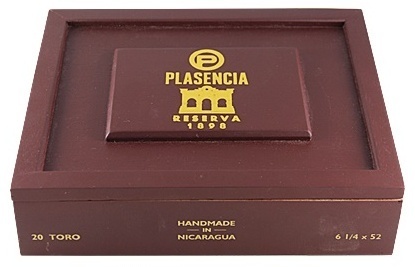 P
PLASENCIA
RESERVA
1898
20 TORO
HANDMADE
IN
NICARAGUA
6 1/4 x 52